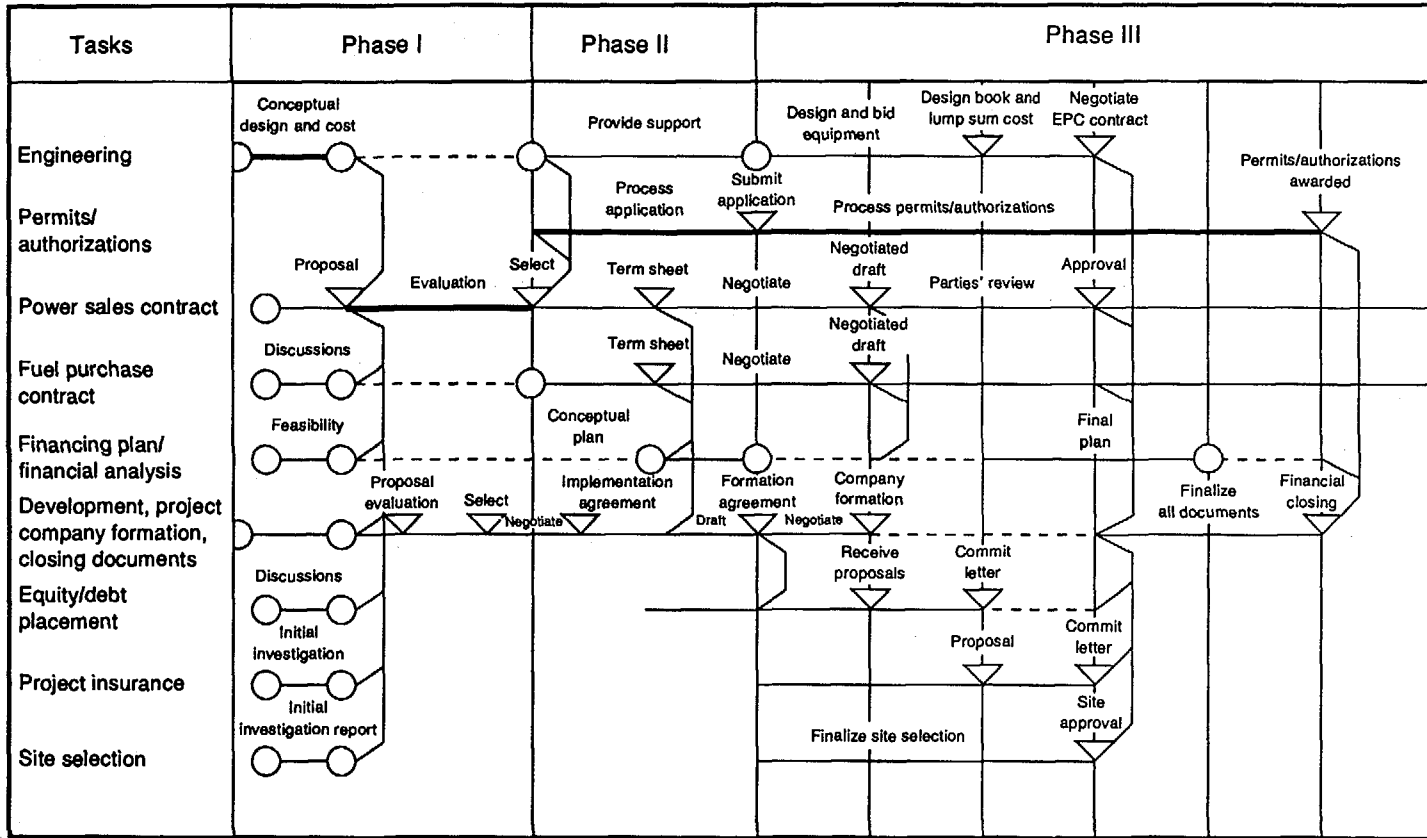 Tasks
Phase I
Phase II
Phase III
Conceptual
design and cost
Provide support
Design and bid
equipment
Design book and
lump sum cost
Negotiate
EPC contract
Engineering
Permits/authorizations
awarded
Process
application
Submit
application
Process permits/authorizations
Permits/
authorizations
Proposal
Evaluation
Select
Term sheet
Negotiate
Negotiated
draft
Parties' review
Approval
Power sales contract
Discussions
Term sheet
Negotiate
Negotiated
draft
Fuel purchase
contract
Feasibility
Conceptual
plan
Final
plan
Financing plan/
financial analysis
Proposal
evaluation
Select
Negotiate
Implementation
agreement
Draft
Formation
agreement
Negotiate
Company
formation
Finalize
all documents
Financial
closing
Development, project
company formation,
closing documents
Discussions
Receive
proposals
Commit
letter
Equity/debt
placement
Initial
investigation
Proposal
Commit
letter
Project insurance
Initial
investigation report
Finalize site selection
Site
approval
Site selection